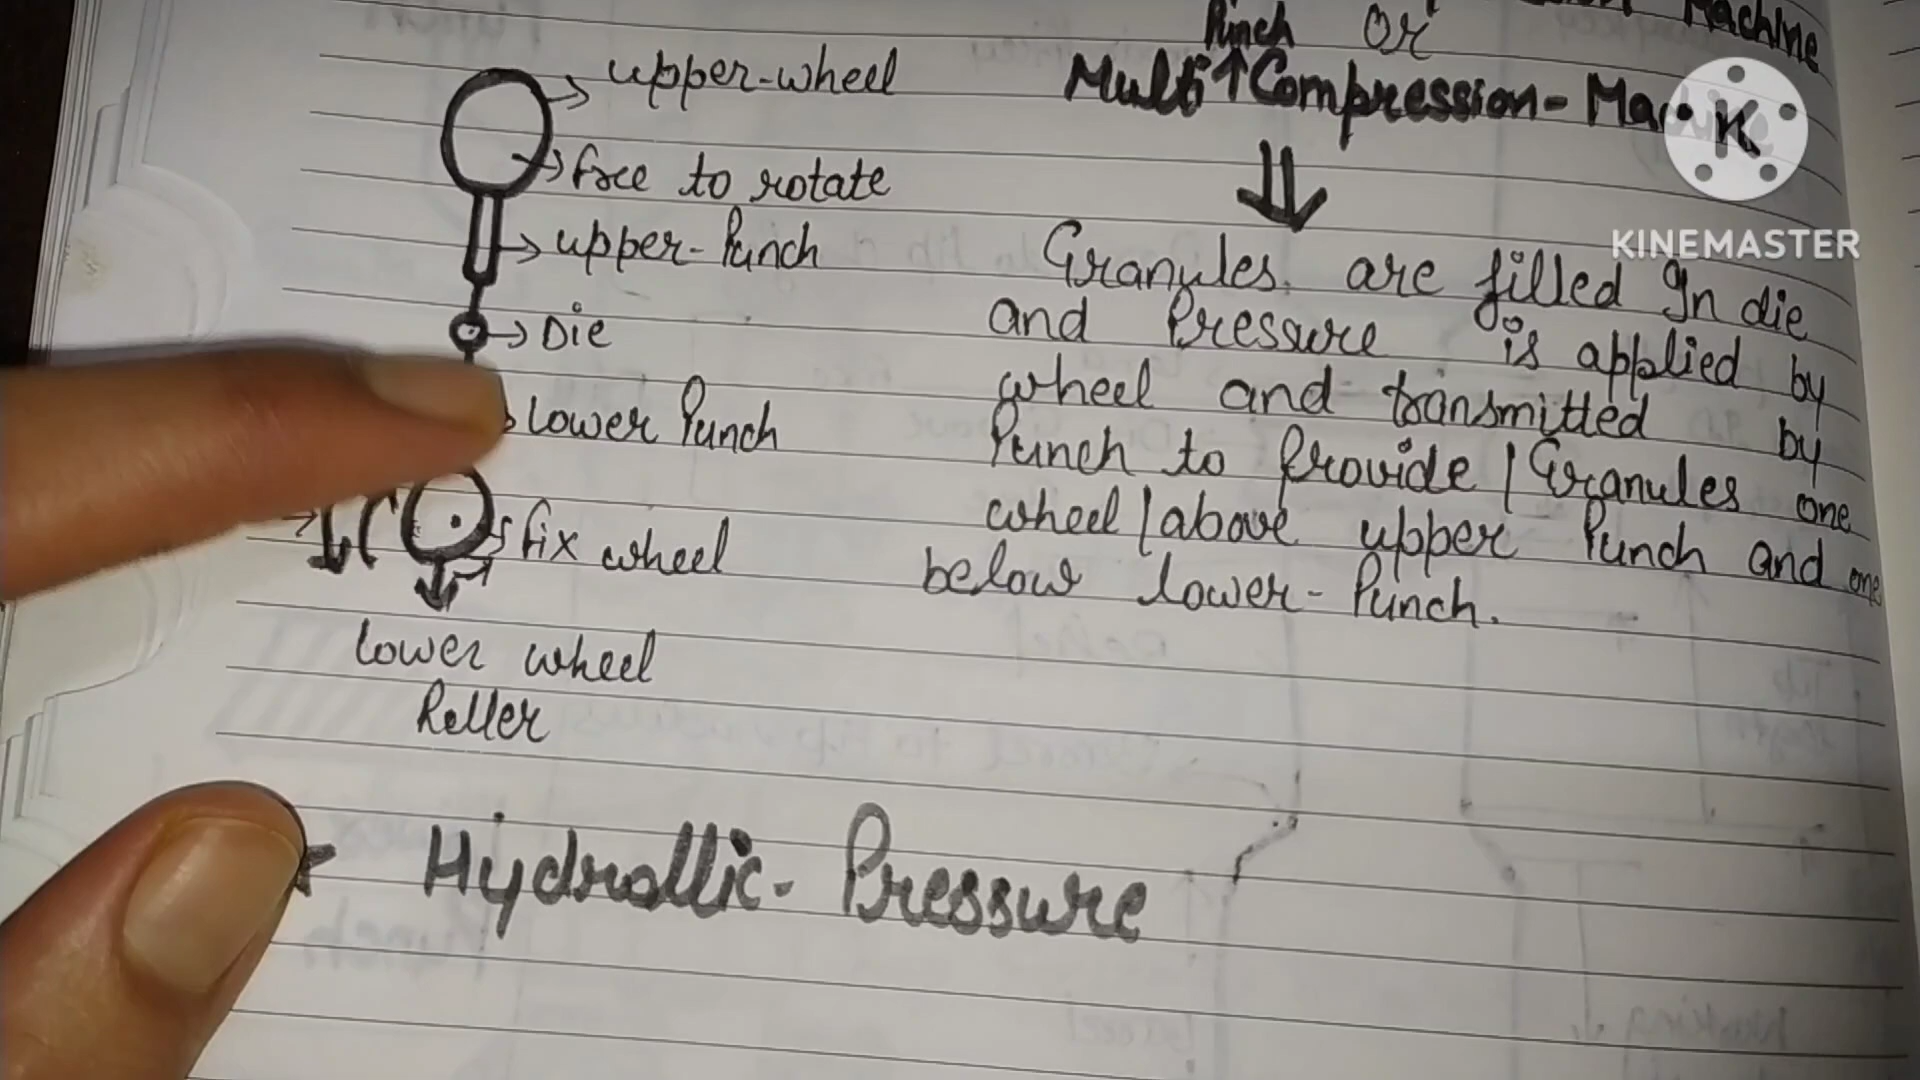 Machine
Punch or
Multi↑Compression-
KINEMASTER
upper-wheel
free to rotate
upper-Punch
Die
Lower Punch
fix wheel
lower wheel
Roller
Granules are filled In die
and Pressure is applied by
wheel and transmitted by
Punch to Provide / Granules one
wheel / above upper Punch and one
below lower-Punch.
Hydrollic-Pressure